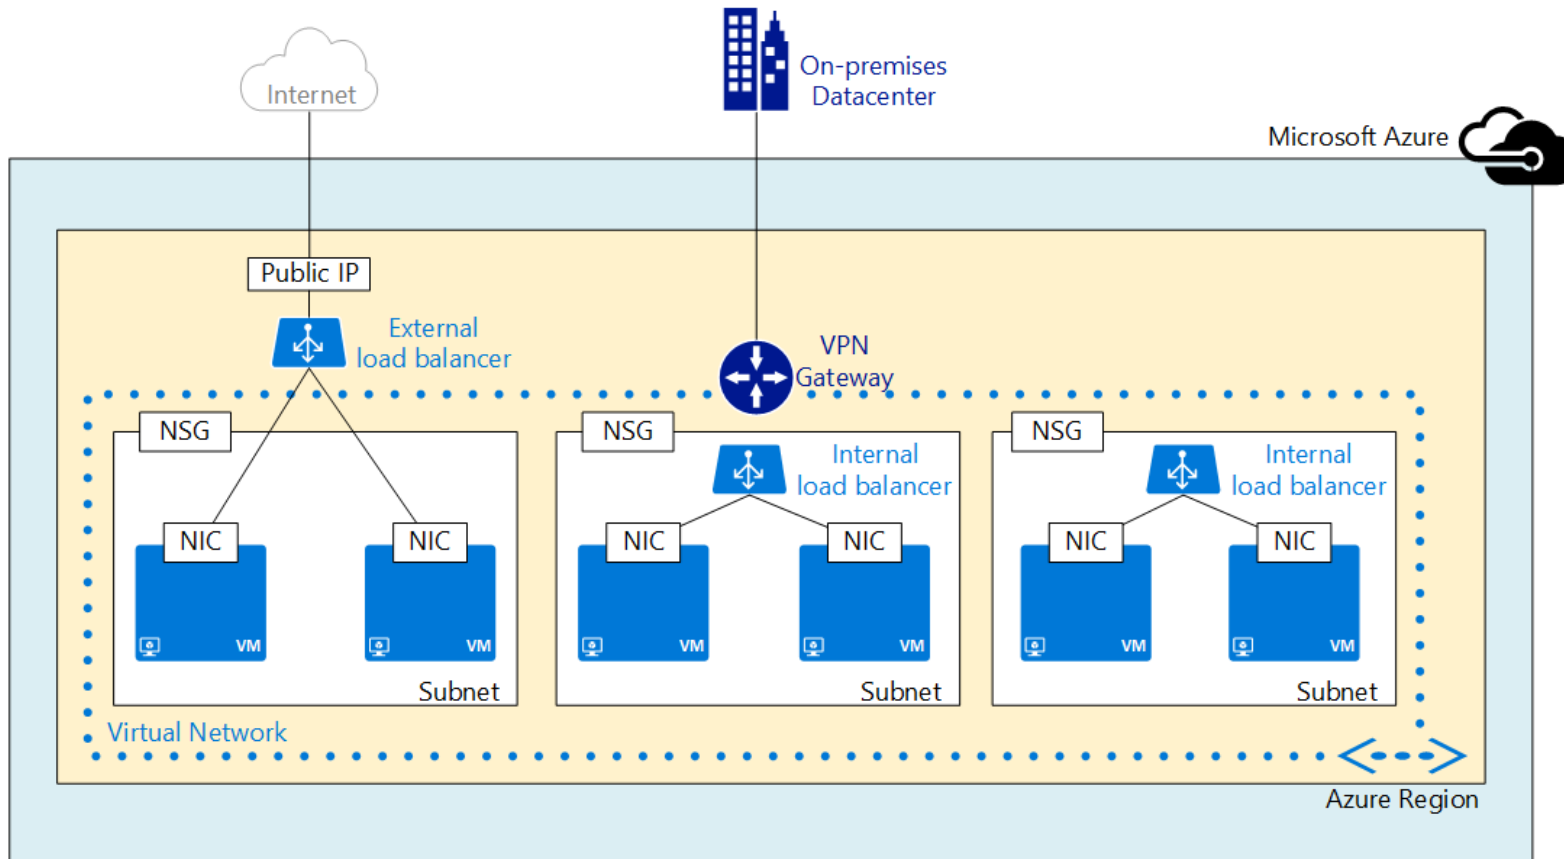 Internet
On-premises
Datacenter
Microsoft Azure
Public IP
External
load balancer
VPN
Gateway
NSG
NSG
Internal
load balancer
NSG
Internal
load balancer
NIC
NIC
NIC
NIC
NIC
NIC
VM
VM
VM
VM
VM
VM
Subnet
Subnet
Subnet
Virtual Network
Azure Region